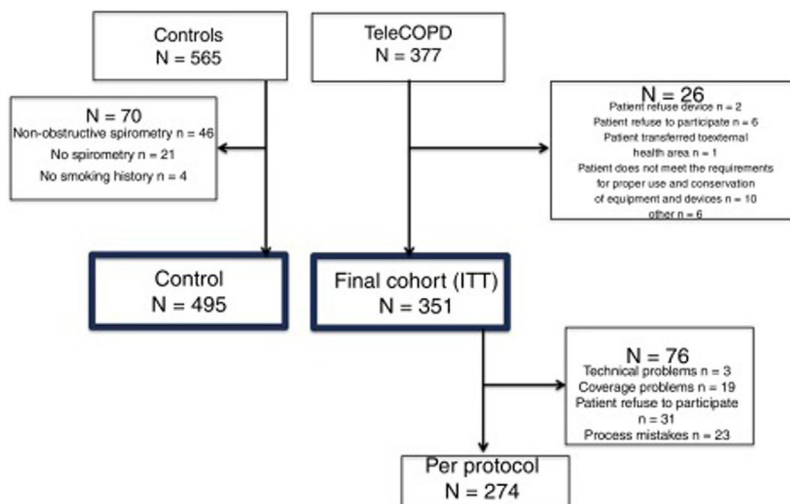 Controls
N = 565
TeleCOPD
N = 377
N = 70
Non-obstructive spirometry n = 46
No spirometry n = 21
No smoking history n = 4
N = 26
Patient refuse device n = 2
Patient refuse to participate n = 6
Patient transferred toexternal
health area n = 1
Patient does not meet the requirements
for proper use and conservation
of equipment and devices n = 10
other n = 6
Control
N = 495
Final cohort (ITT)
N = 351
N = 76
Technical problems n = 3
Coverage problems n = 19
Patient refuse to participate
n = 31
Process mistakes n = 23
Per protocol
N = 274